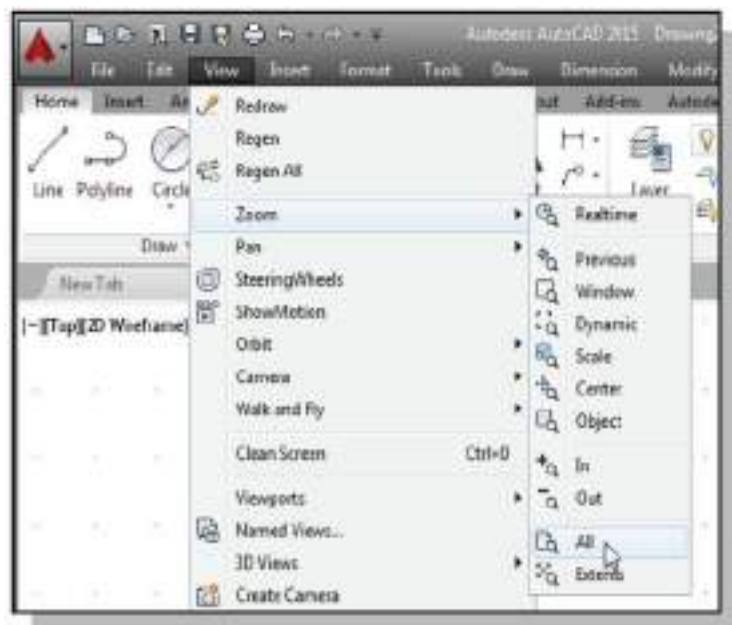 Autodesk AutoCAD 2015 Drawing
File Edit View Insert Format Tools Draw Dimension Modify
Home Insert out Add-ins Autode
Line Polyline Circle Layer
Draw
New Tab
[−][Top][2D Wireframe]
Redraw
Regen
Regen All
Zoom
Pan
SteeringWheels
ShowMotion
Orbit
Camera
Walk and Fly
Clean Screen Ctrl+0
Viewports
Named Views...
3D Views
Create Camera
Realtime
Previous
Window
Dynamic
Scale
Center
Object
In
Out
All
Extents